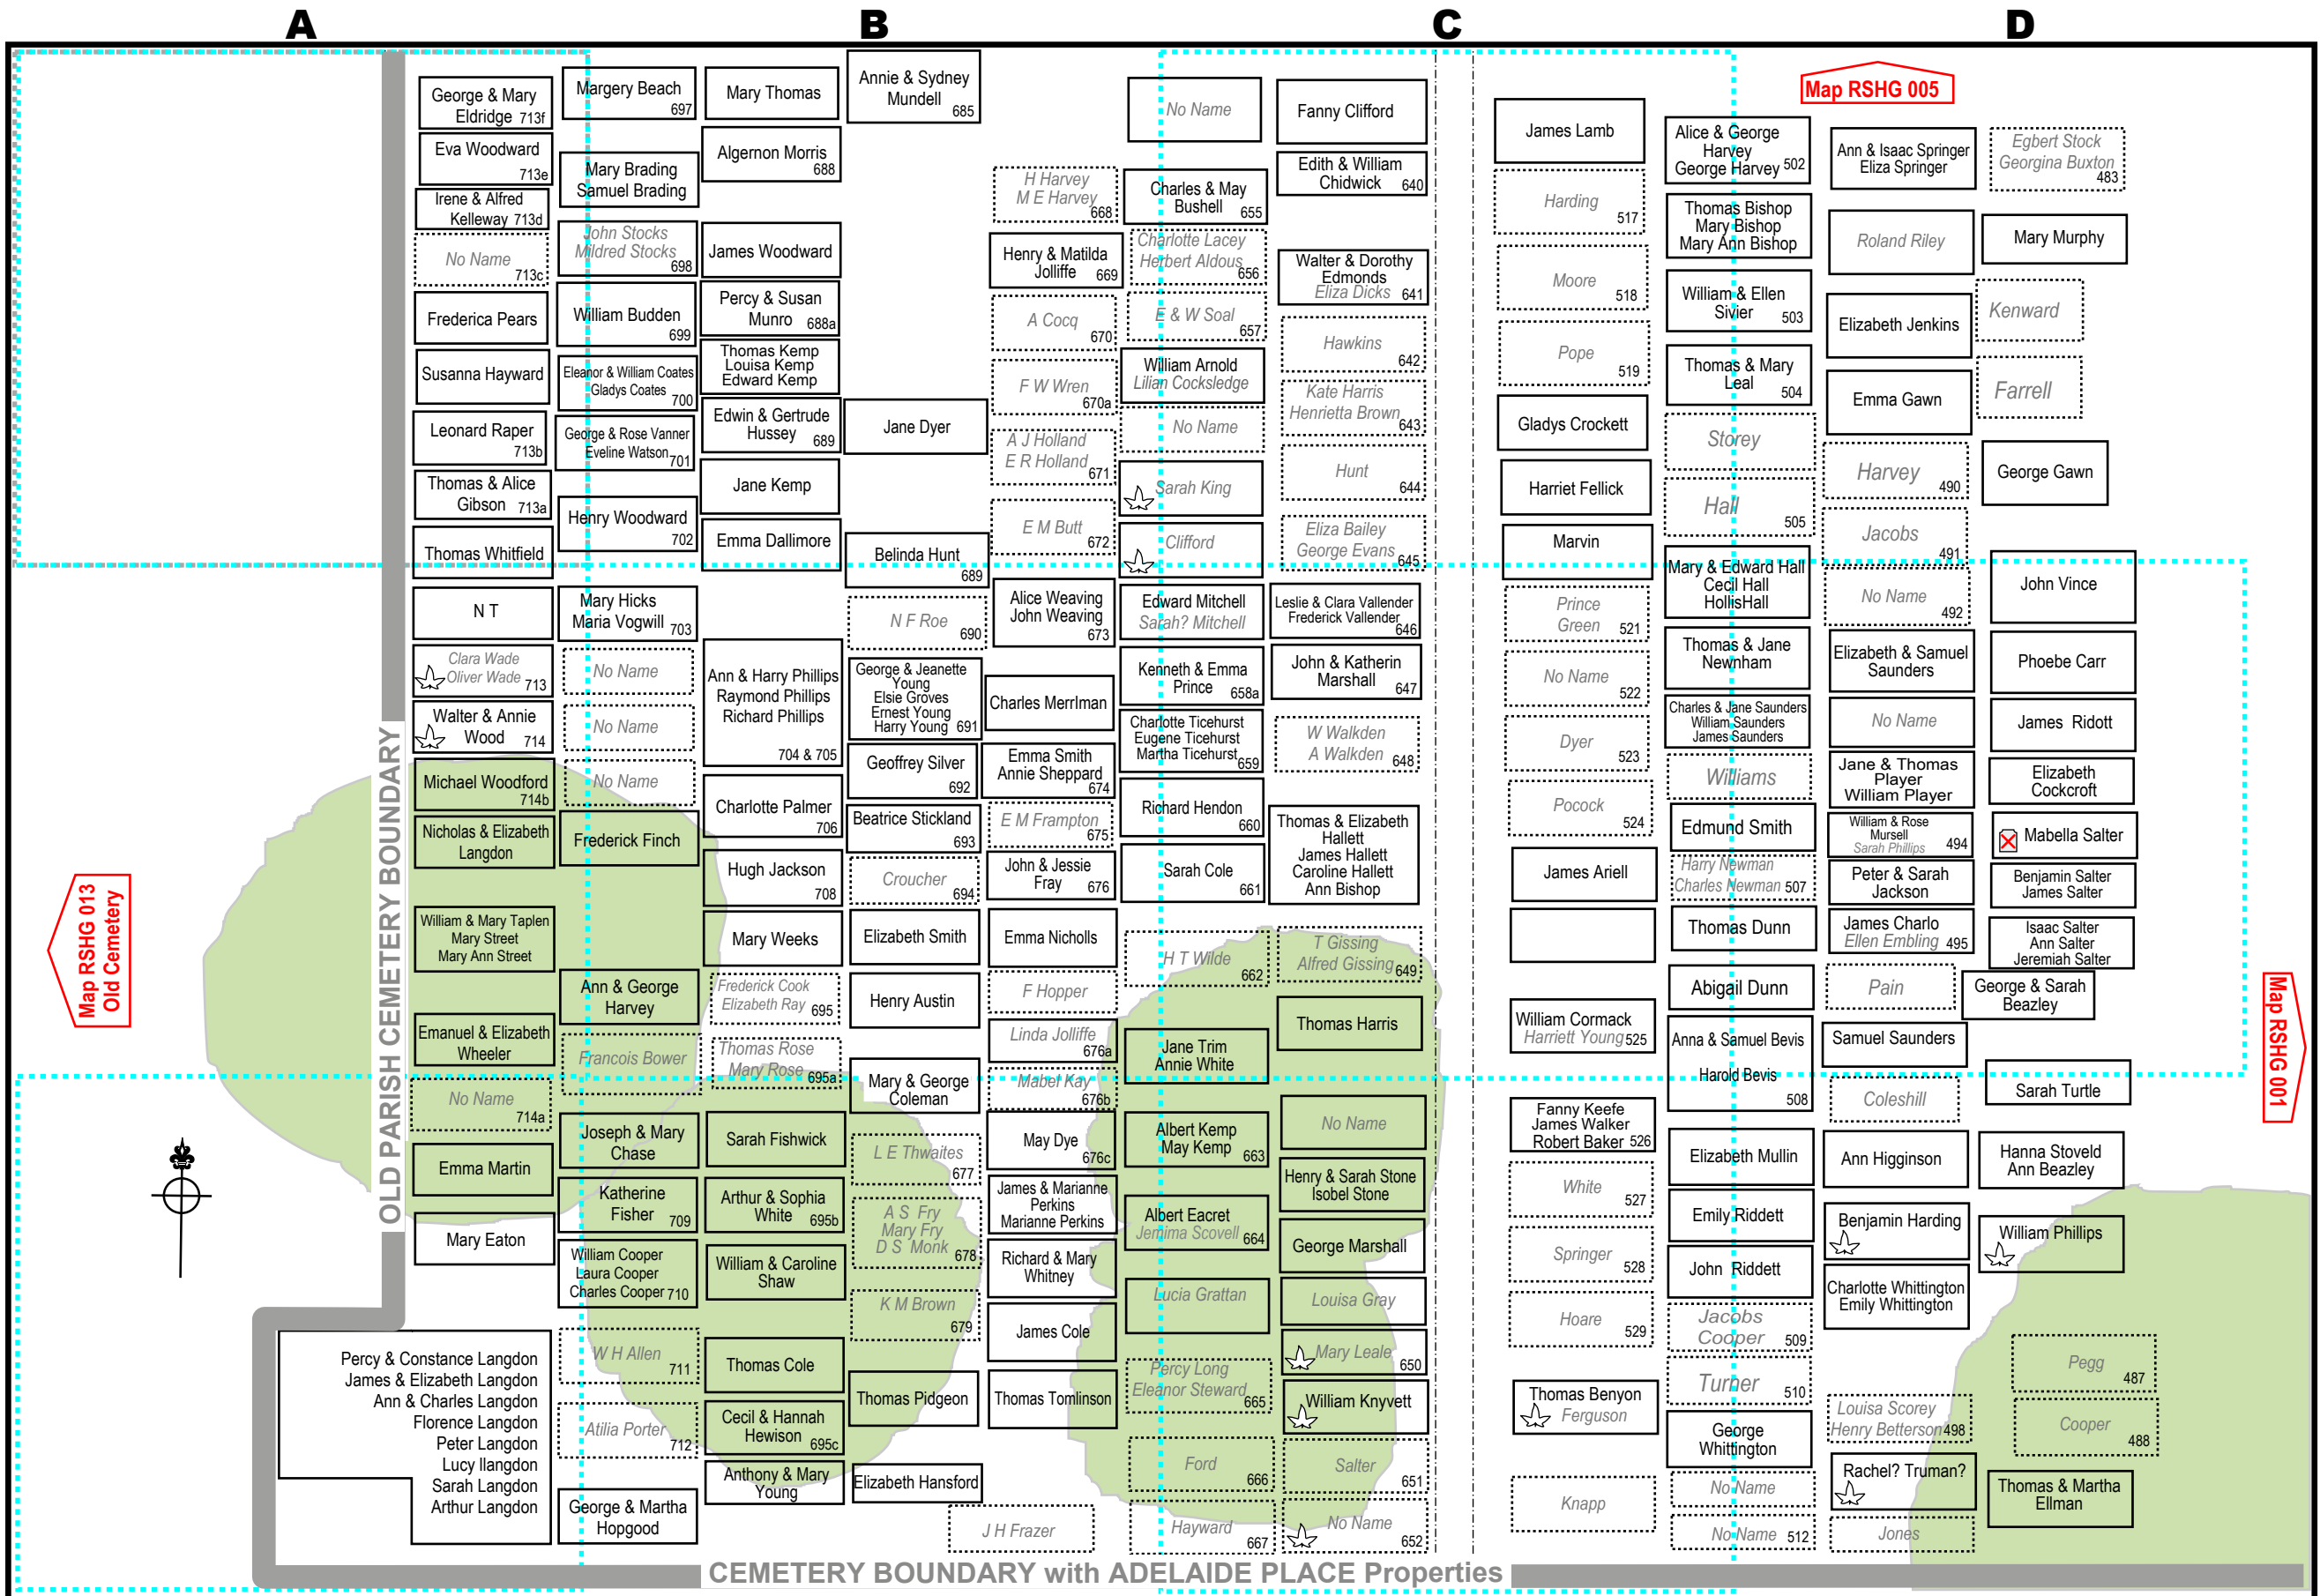 A
B
C
D
George & Mary
Eldridge 713f
Eva Woodward
713e
Irene & Alfred
Kelleway 713d
No Name
713c
Frederica Pears
Susanna Hayward
Leonard Raper
713b
Thomas & Alice
Gibson 713a
Thomas Whitfield
N T
Clara Wade
Oliver Wade 713
Walter & Annie
Wood 714
Michael Woodford
714b
Nicholas & Elizabeth
Langdon
William & Mary Taplen
Mary Street
Mary Ann Street
Emanuel & Elizabeth
Wheeler
No Name
714a
Emma Martin
Mary Eaton
Percy & Constance Langdon
James & Elizabeth Langdon
Ann & Charles Langdon
Florence Langdon
Peter Langdon
Lucy llangdon
Sarah Langdon
Arthur Langdon
OLD PARISH CEMETERY BOUNDARY
Map RSHG 013
Old Cemetery
Margery Beach
697
Mary Brading
Samuel Brading
John Stocks
Mildred Stocks
698
William Budden
699
Eleanor & William Coates
Gladys Coates
700
George & Rose Vanner
Eveline Watson 701
Henry Woodward
702
Mary Hicks
Maria Vogwill 703
No Name
No Name
No Name
Frederick Finch
Ann & George
Harvey
Francois Bower
Joseph & Mary
Chase
Katherine
Fisher 709
William Cooper
Laura Cooper
Charles Cooper 710
W H Allen
711
Atilia Porter
712
George & Martha
Hopgood
Mary Thomas
Algernon Morris
688
James Woodward
Percy & Susan
Munro 688a
Thomas Kemp
Louisa Kemp
Edward Kemp
Edwin & Gertrude
Hussey 689
Jane Kemp
Emma Dallimore
Ann & Harry Phillips
Raymond Phillips
Richard Phillips
704 & 705
Charlotte Palmer
706
Hugh Jackson
708
Mary Weeks
Frederick Cook
Elizabeth Ray 695
Thomas Rose
Mary Rose
695a
Sarah Fishwick
Arthur & Sophia
White 695b
William & Caroline
Shaw
Thomas Cole
Cecil & Hannah
Hewison
695c
Anthony & Mary
Young
Annie & Sydney
Mundell
685
Jane Dyer
Belinda Hunt
689
N F Roe
690
George & Jeanette
Young
Elsie Groves
Ernest Young
Harry Young 691
Geoffrey Silver
692
Beatrice Stickland
693
Croucher
694
Elizabeth Smith
Henry Austin
Mary & George
Coleman
L E Thwaites
677
A S Fry
Mary Fry
D S Monk 678
K M Brown
679
Thomas Pidgeon
Elizabeth Hansford
J H Frazer
H Harvey
M E Harvey
668
Henry & Matilda
Jolliffe 669
A Cocq
670
F W Wren
670a
A J Holland
E R Holland
671
E M Butt
672
Alice Weaving
John Weaving
673
Charles MerrIman
Emma Smith
Annie Sheppard
674
E M Frampton
675
John & Jessie
Fray 676
Emma Nicholls
F Hopper
Linda Jolliffe
676a
Mabel Kay
676b
May Dye
676c
James & Marianne
Perkins
Marianne Perkins
Richard & Mary
Whitney
James Cole
Thomas Tomlinson
No Name
Charles & May
Bushell 655
Charlotte Lacey
Herbert Aldous
656
E & W Soal
657
William Arnold
Lilian Cocksledge
No Name
Sarah King
Clifford
Edward Mitchell
Sarah? Mitchell
Kenneth & Emma
Prince 658a
Charlotte Ticehurst
Eugene Ticehurst
Martha Ticehurst 659
Richard Hendon
660
Sarah Cole
661
H T Wilde
662
Jane Trim
Annie White
Albert Kemp
May Kemp 663
Albert Eacret
Jemima Scovell 664
Lucia Grattan
Percy Long
Eleanor Steward
665
Ford
666
Hayward
667
Fanny Clifford
Edith & William
Chidwick 640
Walter & Dorothy
Edmonds
Eliza Dicks 641
Hawkins
642
Kate Harris
Henrietta Brown
643
Hunt
644
Eliza Bailey
George Evans
645
Leslie & Clara Vallender
Frederick Vallender
646
John & Katherin
Marshall 647
W Walkden
A Walkden 648
Thomas & Elizabeth
Hallett
James Hallett
Caroline Hallett
Ann Bishop
T Gissing
Alfred Gissing 649
Thomas Harris
No Name
Henry & Sarah Stone
Isobel Stone
George Marshall
Louisa Gray
Mary Leale 650
William Knyvett
Salter
651
No Name
652
James Lamb
Harding
517
Moore
518
Pope
519
Gladys Crockett
Harriet Fellick
Marvin
Prince
Green 521
No Name
522
Dyer
523
Pocock
524
James Ariell
William Cormack
Harriett Young 525
Fanny Keefe
James Walker
Robert Baker 526
White
527
Springer
528
Hoare
529
Thomas Benyon
Ferguson
Knapp
Alice & George
Harvey
George Harvey 502
Thomas Bishop
Mary Bishop
Mary Ann Bishop
William & Ellen
Sivier 503
Thomas & Mary
Leal
504
Storey
Hall
505
Mary & Edward Hall
Cecil Hall
HollisHall
Thomas & Jane
Newnham
Charles & Jane Saunders
William Saunders
James Saunders
Williams
Edmund Smith
Harry Newman
Charles Newman 507
Thomas Dunn
Abigail Dunn
Anna & Samuel Bevis
Harold Bevis
508
Elizabeth Mullin
Emily Riddett
John Riddett
Jacobs
Cooper 509
Turner
510
George
Whittington
No Name
No Name 512
Map RSHG 005
Ann & Isaac Springer
Eliza Springer
Roland Riley
Elizabeth Jenkins
Emma Gawn
Harvey
490
Jacobs
491
No Name
492
Elizabeth & Samuel
Saunders
No Name
Jane & Thomas
Player
William Player
William & Rose
Mursell
Sarah Phillips 494
Peter & Sarah
Jackson
James Charlo
Ellen Embling 495
Pain
Samuel Saunders
Coleshill
Ann Higginson
Benjamin Harding
Charlotte Whittington
Emily Whittington
Louisa Scorey
Henry Betterson 498
Rachel? Truman?
Jones
Egbert Stock
Georgina Buxton
483
Mary Murphy
Kenward
Farrell
George Gawn
John Vince
Phoebe Carr
James Ridott
Elizabeth
Cockcroft
Mabella Salter
Benjamin Salter
James Salter
Isaac Salter
Ann Salter
Jeremiah Salter
George & Sarah
Beazley
Sarah Turtle
Hanna Stoveld
Ann Beazley
William Phillips
Pegg
487
Cooper
488
Thomas & Martha
Ellman
Map RSHG 001
CEMETERY BOUNDARY with ADELAIDE PLACE Properties